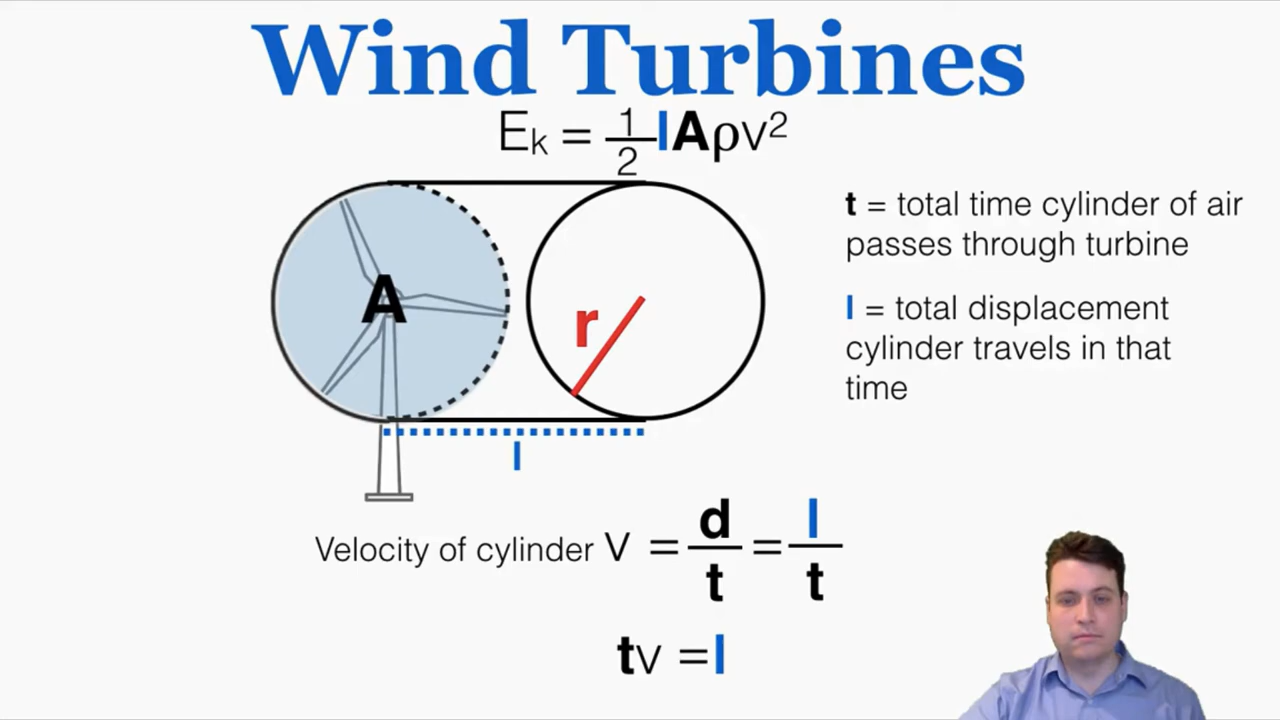 Wind Turbines
Eₖ = 1/2 lAρv²
t = total time cylinder of air
passes through turbine
A
r
l = total displacement
cylinder travels in that
time
l
Velocity of cylinder V = d/t = l/t
tv = l